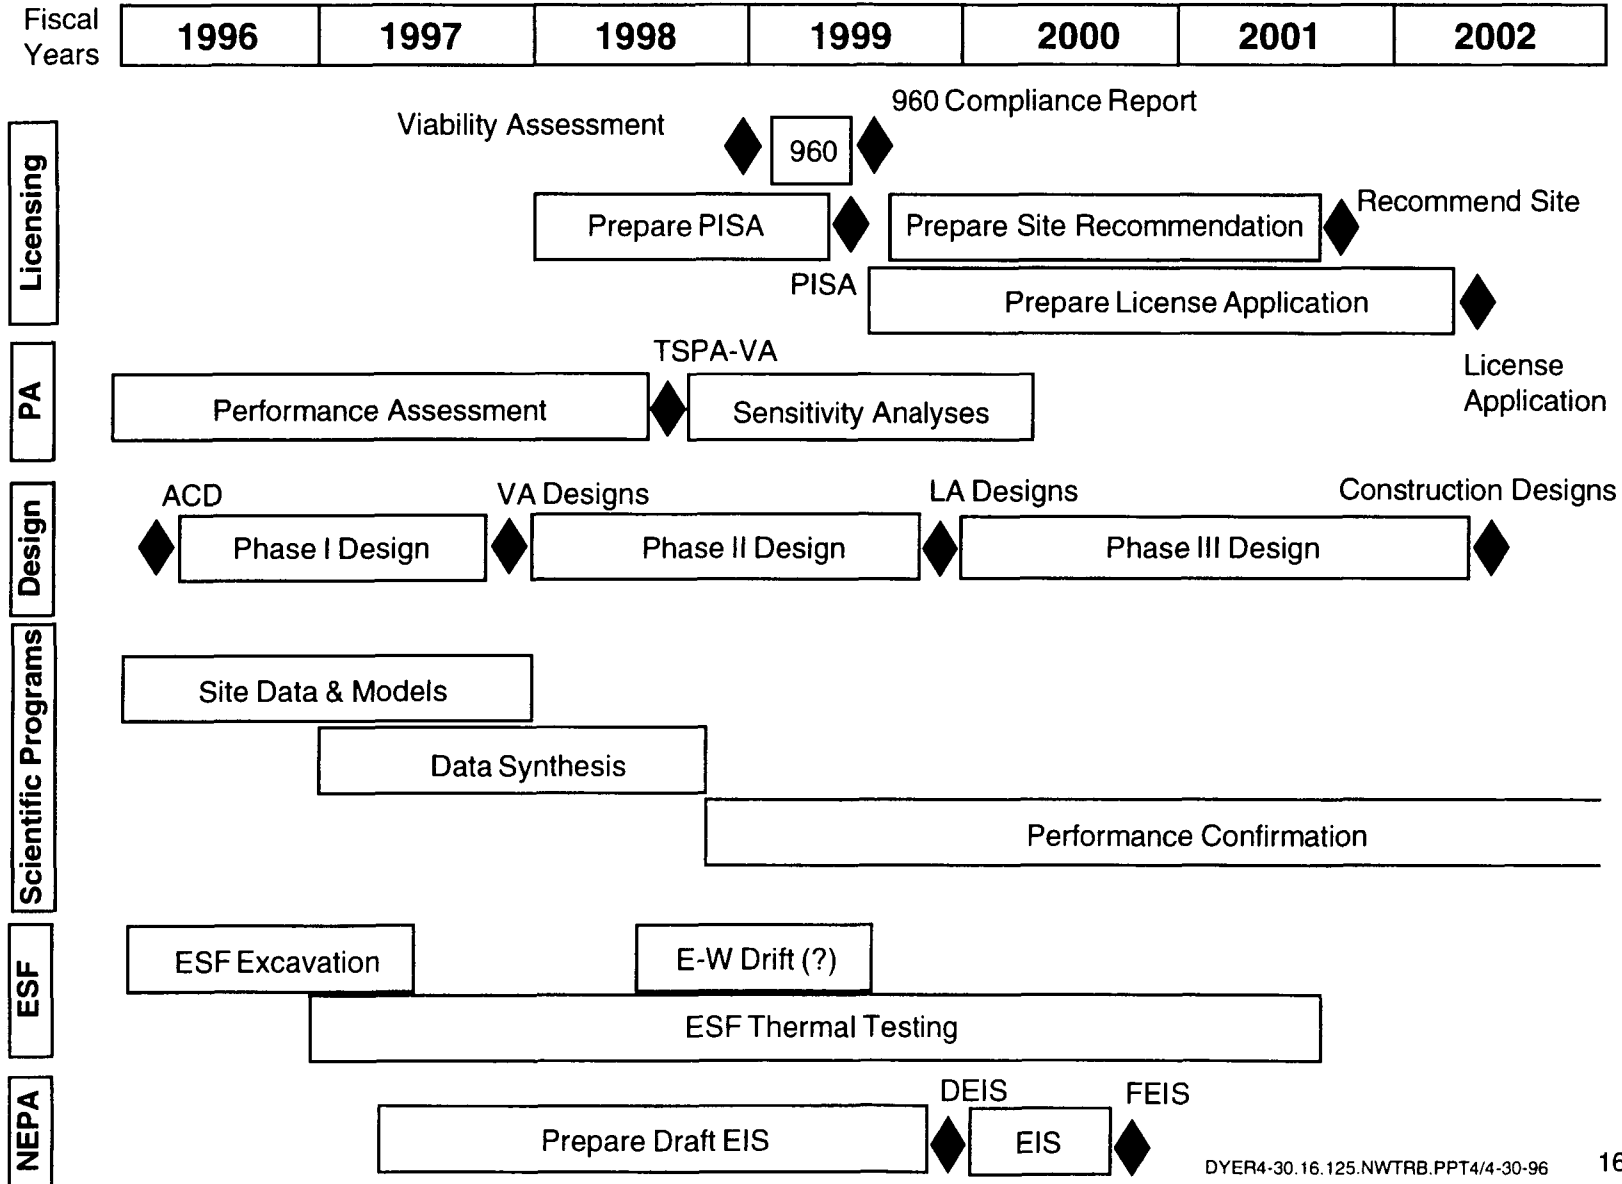 Fiscal
Years
1996
1997
1998
1999
2000
2001
2002
Licensing
Viability Assessment
960
960 Compliance Report
Prepare PISA
PISA
Prepare Site Recommendation
Recommend Site
Prepare License Application
License
Application
PA
Performance Assessment
TSPA-VA
Sensitivity Analyses
Design
ACD
Phase I Design
VA Designs
Phase II Design
LA Designs
Phase III Design
Construction Designs
Scientific Programs
Site Data & Models
Data Synthesis
Performance Confirmation
ESF
ESF Excavation
E-W Drift (?)
ESF Thermal Testing
NEPA
Prepare Draft EIS
DEIS
EIS
FEIS
DYER4-30.16.125.NWTRB.PPT4/4-30-96
16